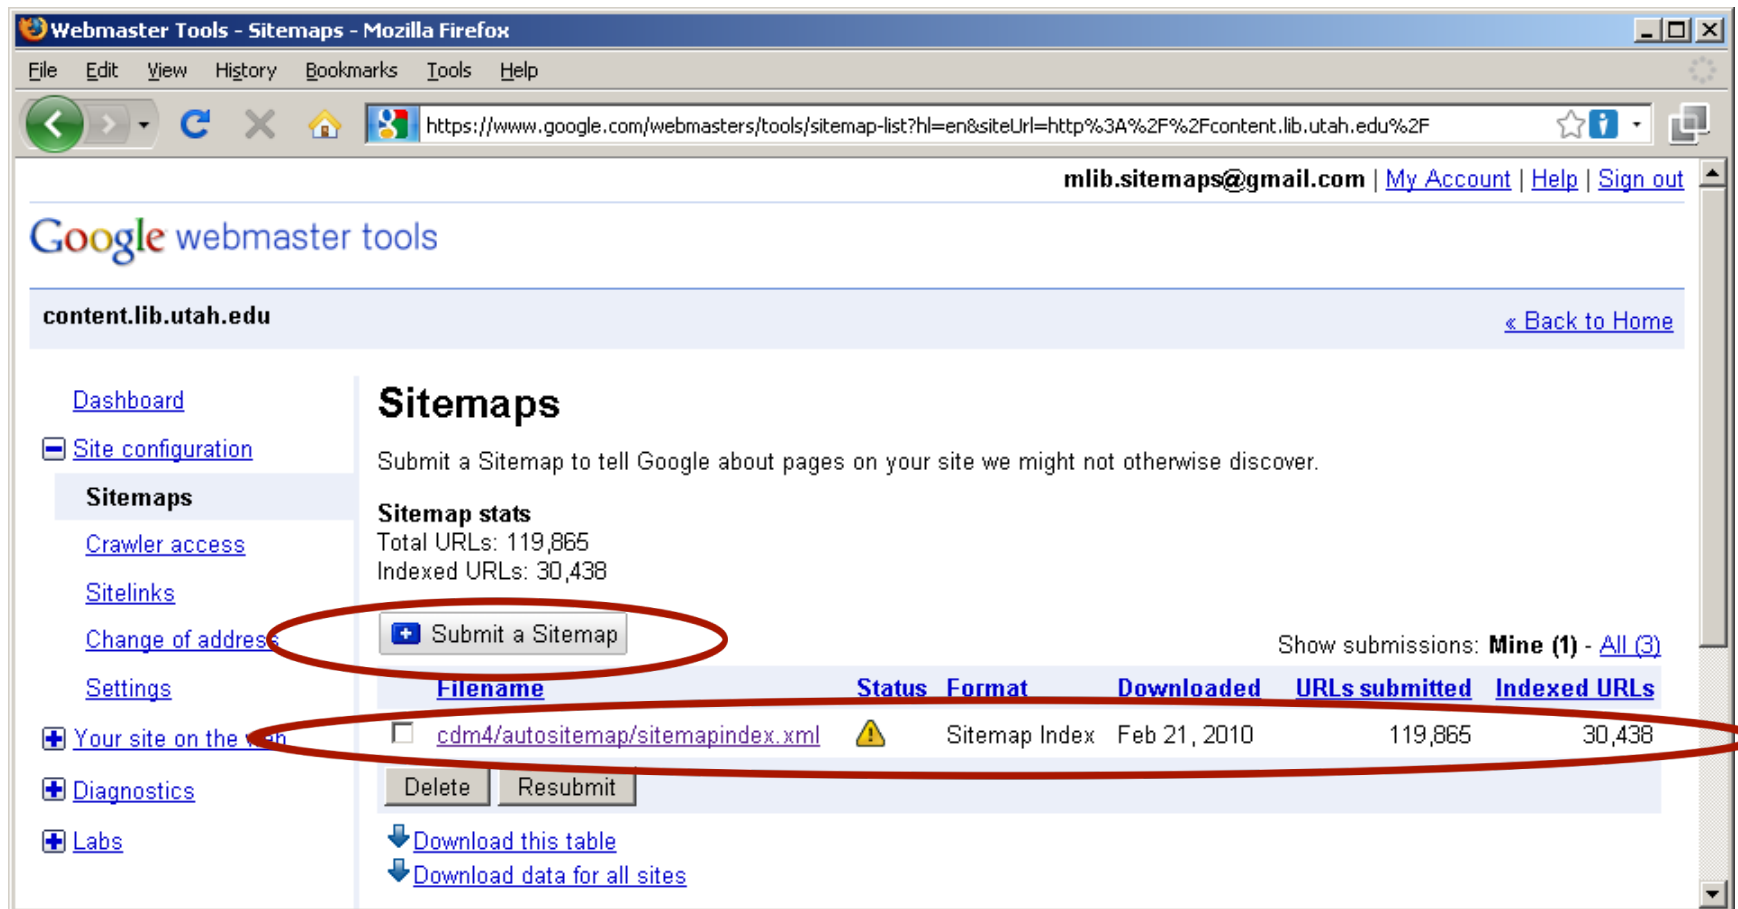 Webmaster Tools - Sitemaps - Mozilla Firefox
File Edit View History Bookmarks Tools Help
https://www.google.com/webmasters/tools/sitemap-list?hl=en&siteUrl=http%3A%2F%2Fcontent.lib.utah.edu%2F
mlib.sitemaps@gmail.com | My Account | Help | Sign out
Google webmaster tools
content.lib.utah.edu
« Back to Home
Dashboard
Site configuration
Sitemaps
Crawler access
Sitelinks
Change of address
Settings
Your site on the web
Diagnostics
Labs
Sitemaps
Submit a Sitemap to tell Google about pages on your site we might not otherwise discover.
Sitemap stats
Total URLs: 119,865
Indexed URLs: 30,438
Submit a Sitemap
Show submissions: Mine (1) - All (3)
Filename Status Format Downloaded URLs submitted Indexed URLs
cdm4/autositemap/sitemapindex.xml Sitemap Index Feb 21, 2010 119,865 30,438
Delete Resubmit
Download this table
Download data for all sites